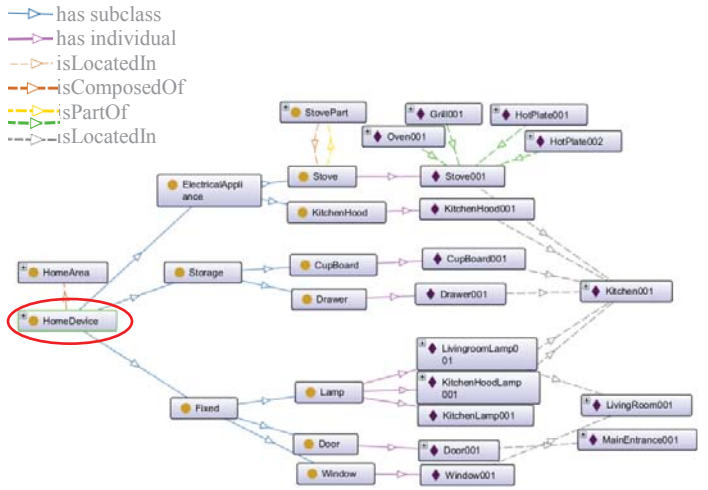 has subclass
has individual
isLocatedIn
isComposedOf
isPartOf
isLocatedIn
StovePart
Grill001
HotPlate001
Oven001
HotPlate002
ElectricalAppli
ance
Stove
Stove001
KitchenHood
KitchenHood001
HomeArea
Storage
CupBoard
CupBoard001
Drawer
Drawer001
Kitchen001
HomeDevice
LivingroomLamp0
01
Lamp
KitchenHoodLamp
001
KitchenLamp001
Fixed
LivingRoom001
Door
Door001
MainEntrance001
Window
Window001